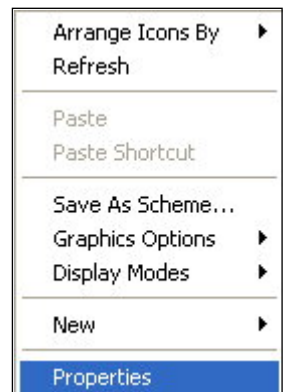 Arrange Icons By
Refresh
Paste
Paste Shortcut
Save As Scheme...
Graphics Options
Display Modes
New
Properties